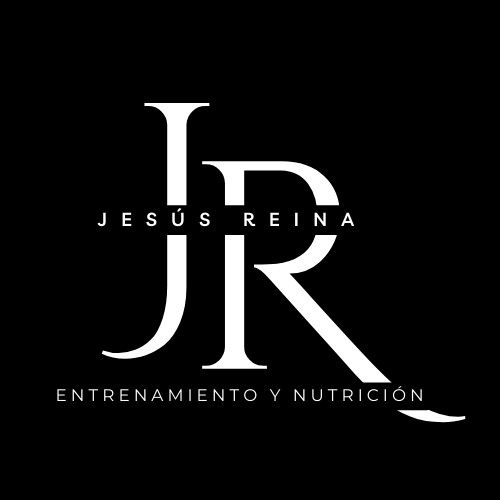 JR
JESÚS REINA
ENTRENAMIENTO Y NUTRICIÓN